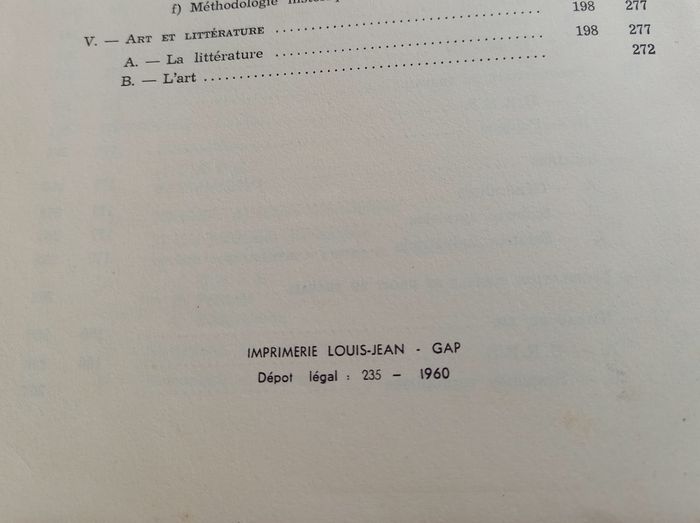 f) Méthodologie
V. — ART ET LITTÉRATURE ........................................ 198 277
A. — La littérature ........................................ 198 277
B. — L'art .................................................. 272
IMPRIMERIE LOUIS-JEAN - GAP
Dépot légal : 235 — 1960